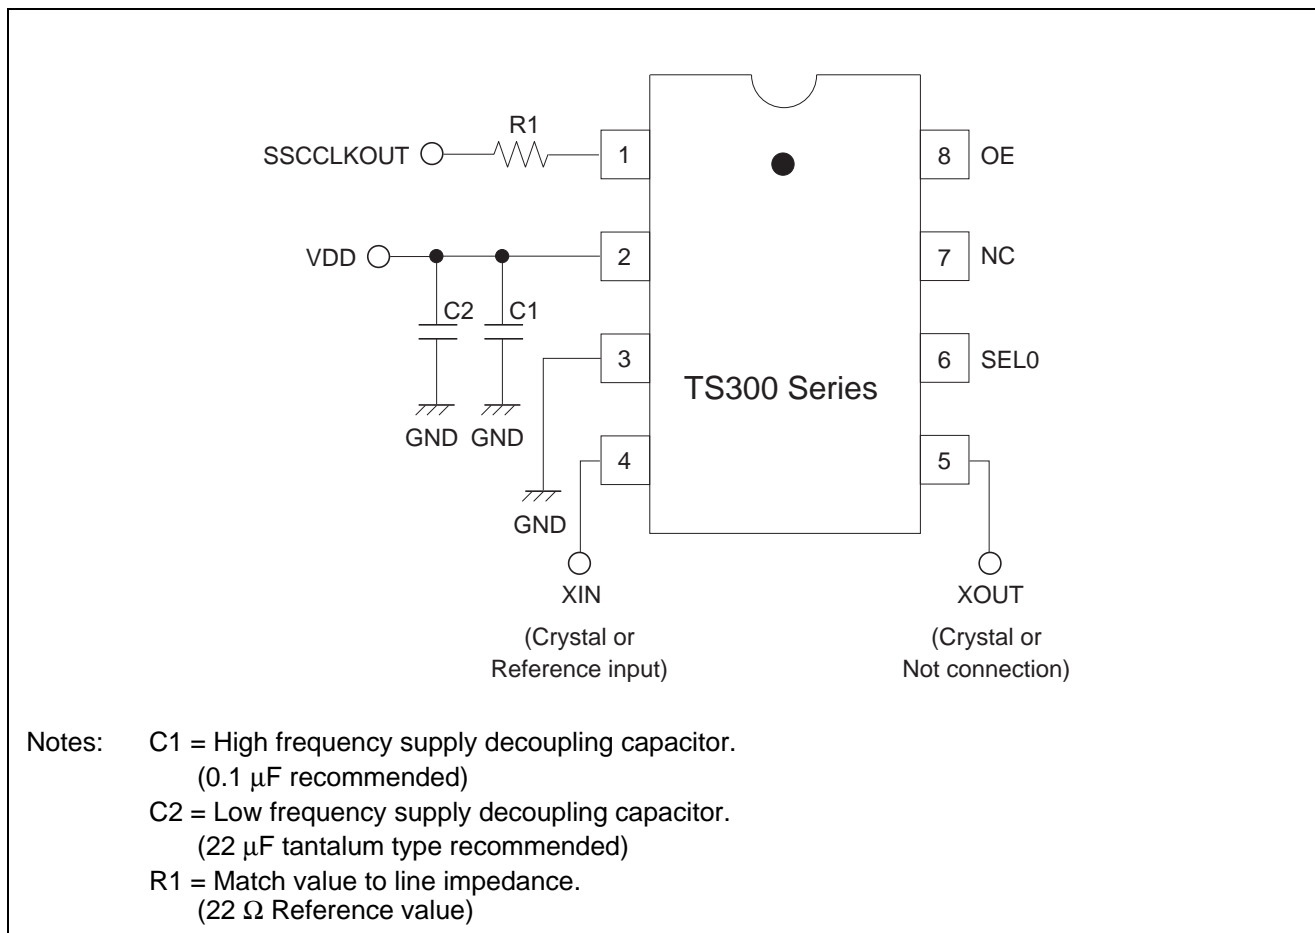 R1
SSCCLKOUT
1
8 OE
VDD
2
7 NC
C2 C1
3
6 SEL0
TS300 Series
GND GND
4
5
GND
XIN
XOUT
(Crystal or
Reference input)
(Crystal or
Not connection)
Notes: C1 = High frequency supply decoupling capacitor.
(0.1 μF recommended)
C2 = Low frequency supply decoupling capacitor.
(22 μF tantalum type recommended)
R1 = Match value to line impedance.
(22 Ω Reference value)